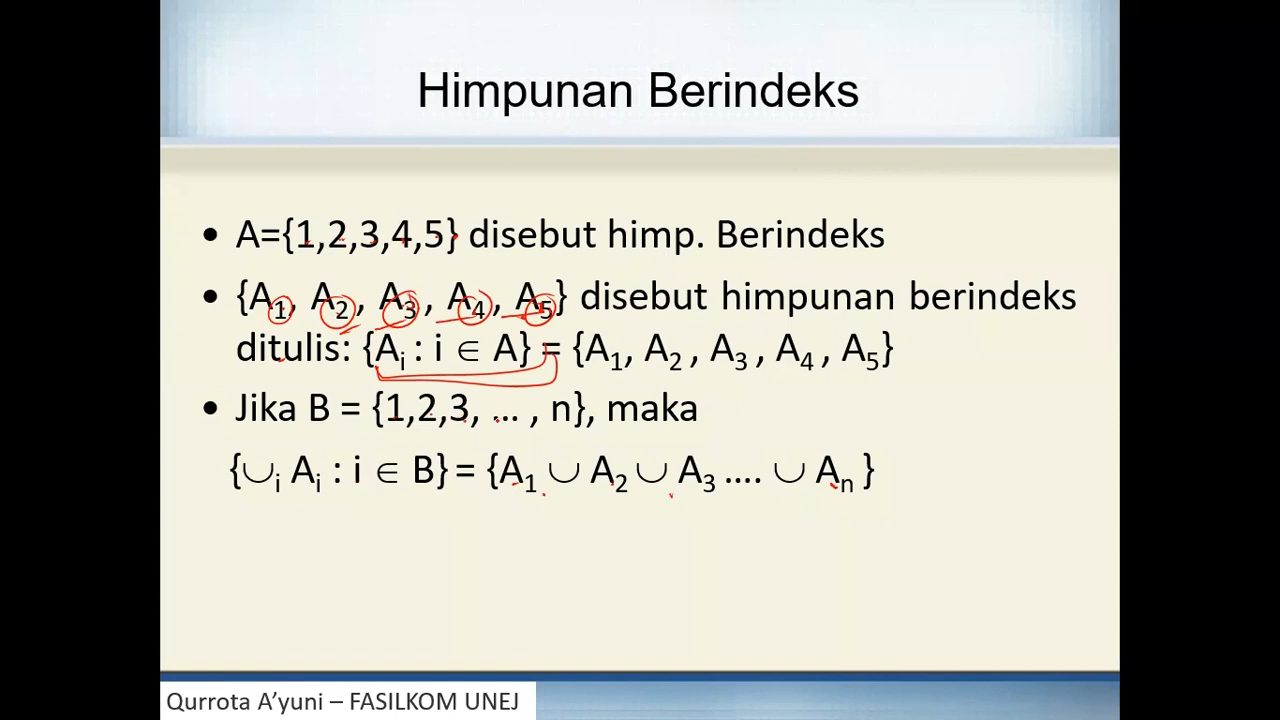 Himpunan Berindeks
• A={1,2,3,4,5} disebut himp. Berindeks
• {A₁, A₂ , A₃ , A₄ , A₅} disebut himpunan berindeks
ditulis: {Aᵢ : i ∈ A} = {A₁, A₂ , A₃ , A₄ , A₅}
• Jika B = {1,2,3, … , n}, maka
{∪ᵢ Aᵢ : i ∈ B} = {A₁ ∪ A₂ ∪ A₃ .... ∪ Aₙ }
Qurrota A’yuni – FASILKOM UNEJ